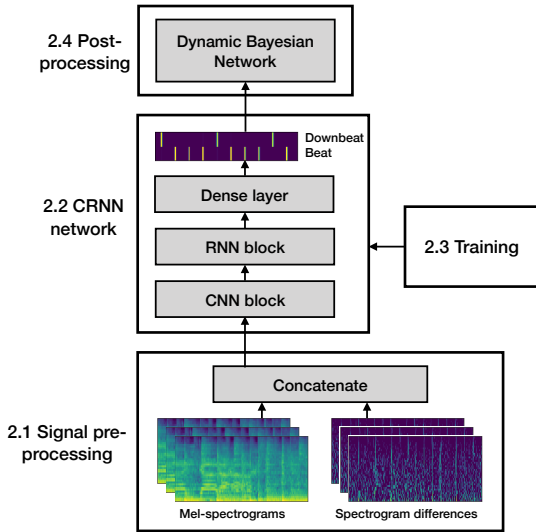 2.4 Post-
processing
Dynamic Bayesian
Network
Downbeat
Beat
Dense layer
2.2 CRNN
network
RNN block
2.3 Training
CNN block
Concatenate
2.1 Signal pre-
processing
Mel-spectrograms
Spectrogram differences